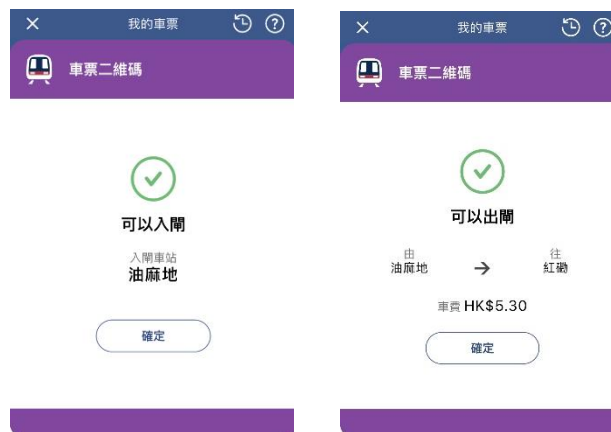 我的車票
車票二維碼
可以入閘
入閘車站
油麻地
確定
我的車票
車票二維碼
可以出閘
由 往
油麻地 → 紅磡
車費 HK$5.30
確定